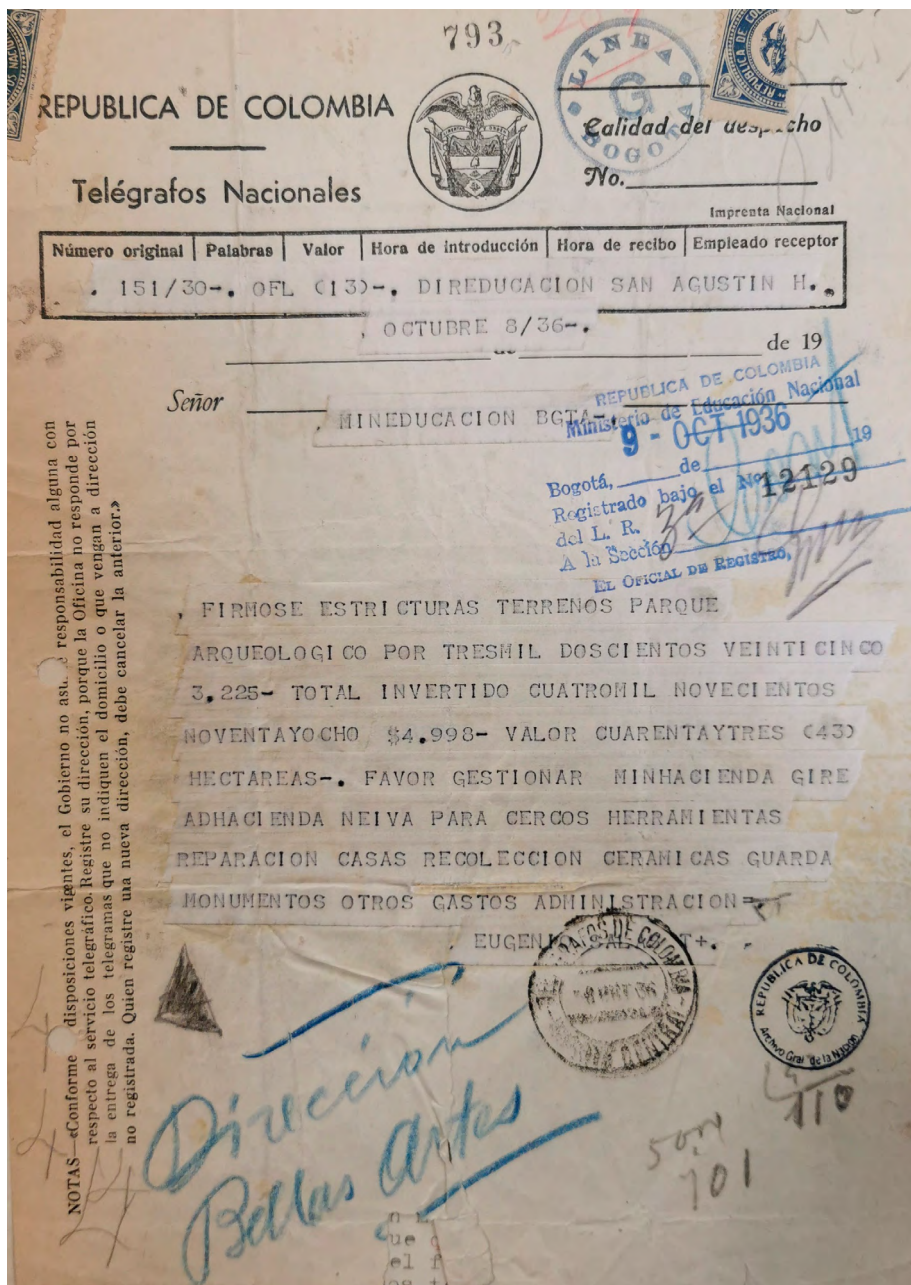 793
LINEA
G
BOGOTA
REPUBLICA DE COLOMBIA
Calidad del despacho
No.
Telégrafos Nacionales
Imprenta Nacional
Número original | Palabras | Valor | Hora de introducción | Hora de recibo | Empleado receptor
. 151/30-. OFL (13)-. DIREDUCACION SAN AGUSTIN H.
, OCTUBRE 8/36-.
de 19
Señor
, MINEDUCACION BGTA-.
REPUBLICA DE COLOMBIA
Ministerio de Educación Nacional
9 - OCT 1936
Bogotá, de 19
Registrado bajo el No 12129
del L. R. 3º
A la Sección
EL OFICIAL DE REGISTRO,
, FIRMOSE ESTRICTURAS TERRENOS PARQUE
ARQUEOLOGICO POR TRESMIL DOSCIENTOS VEINTICINCO
3,225- TOTAL INVERTIDO CUATROMIL NOVECIENTOS
NOVENTAYOCHO $4.998- VALOR CUARENTAYTRES (43)
HECTAREAS-. FAVOR GESTIONAR MINHACIENDA GIRE
ADHACIENDA NEIVA PARA CERCOS HERRAMIENTAS
REPARACION CASAS RECOLECCION CERAMICAS GUARDA
MONUMENTOS OTROS GASTOS ADMINISTRACION
NOTAS—«Conforme disposiciones vigentes, el Gobierno no responsabilidad alguna con
respecto al servicio telegráfico. Registre su dirección, porque la Oficina no responde por
la entrega de los telegramas que no indiquen el domicilio o que vengan a dirección
no registrada. Quien registre una nueva dirección, debe cancelar la anterior.»
REPUBLICA DE COLOMBIA
Archivo Gral de la Nación
Dirección
Bellas Artes
110
701
ue
el f